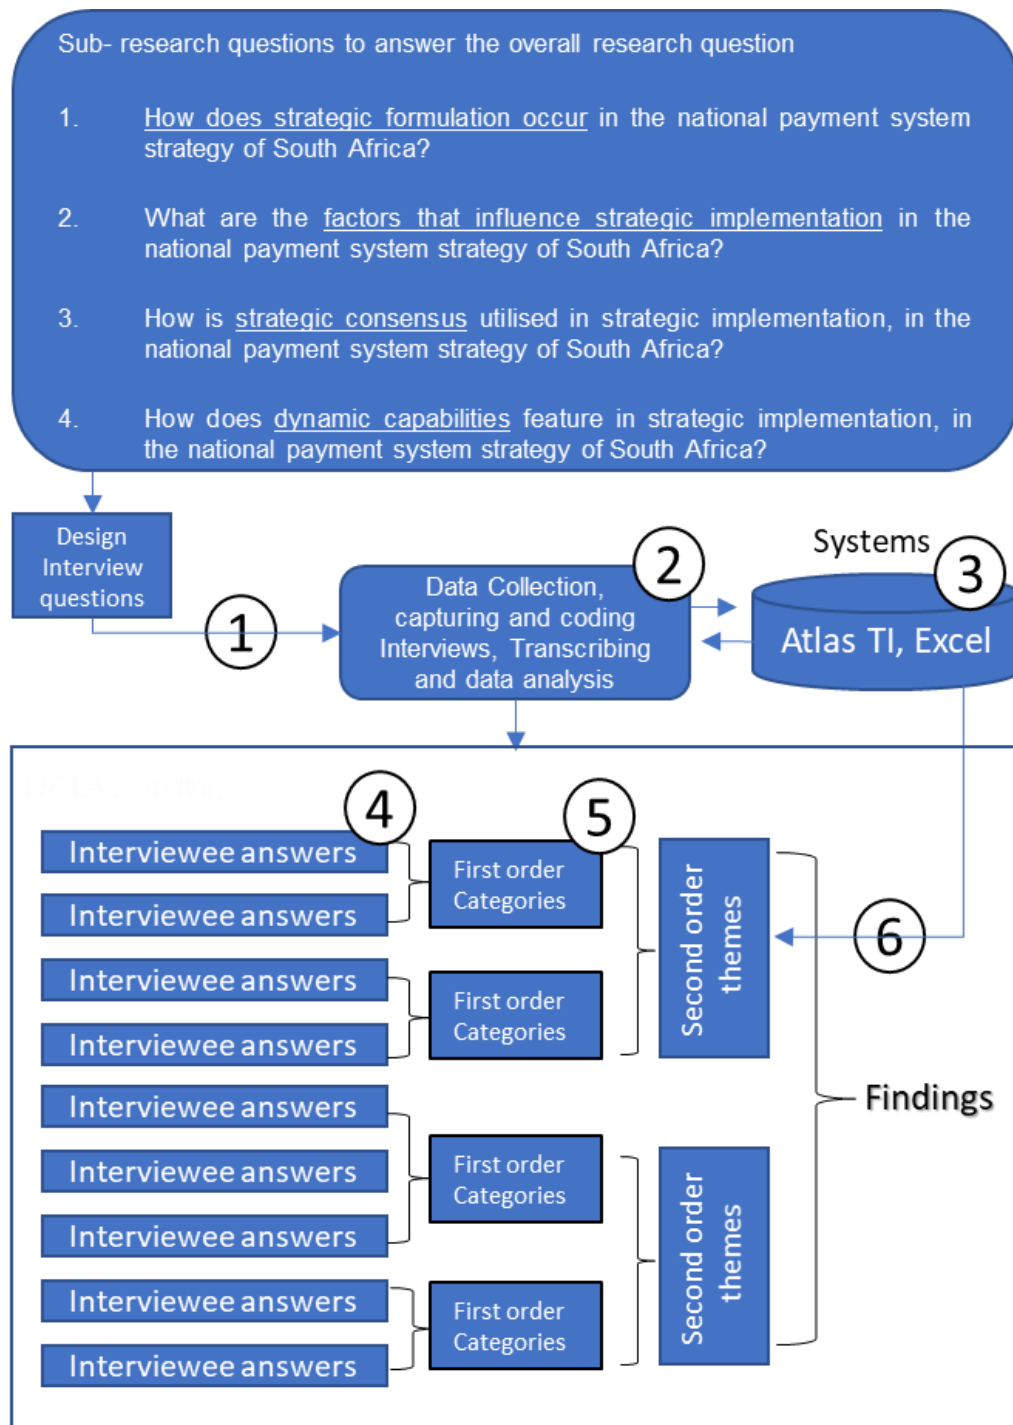 Sub- research questions to answer the overall research question
1. How does strategic formulation occur in the national payment system
strategy of South Africa?
2. What are the factors that influence strategic implementation in the
national payment system strategy of South Africa?
3. How is strategic consensus utilised in strategic implementation, in the
national payment system strategy of South Africa?
4. How does dynamic capabilities feature in strategic implementation, in
the national payment system strategy of South Africa?
Design
Interview
questions
1
Data Collection,
capturing and coding
Interviews, Transcribing
and data analysis
2
Systems
3
Atlas TI, Excel
4
5
Interviewee answers
Interviewee answers
Interviewee answers
Interviewee answers
Interviewee answers
Interviewee answers
Interviewee answers
Interviewee answers
Interviewee answers
First order
Categories
First order
Categories
First order
Categories
First order
Categories
Second order
themes
Second order
themes
6
Findings